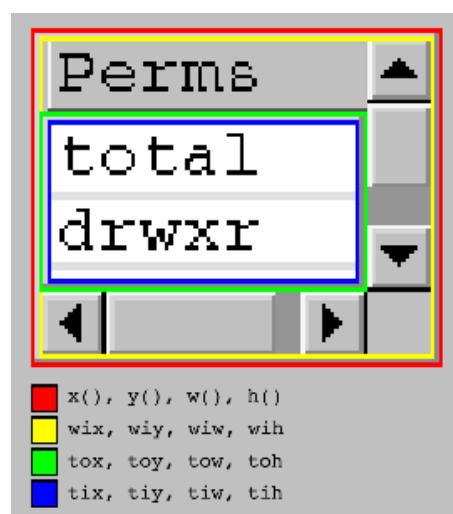 Perms
total
drwxr
x(), y(), w(), h()
wix, wiy, wiw, wih
tox, toy, tow, toh
tix, tiy, tiw, tih